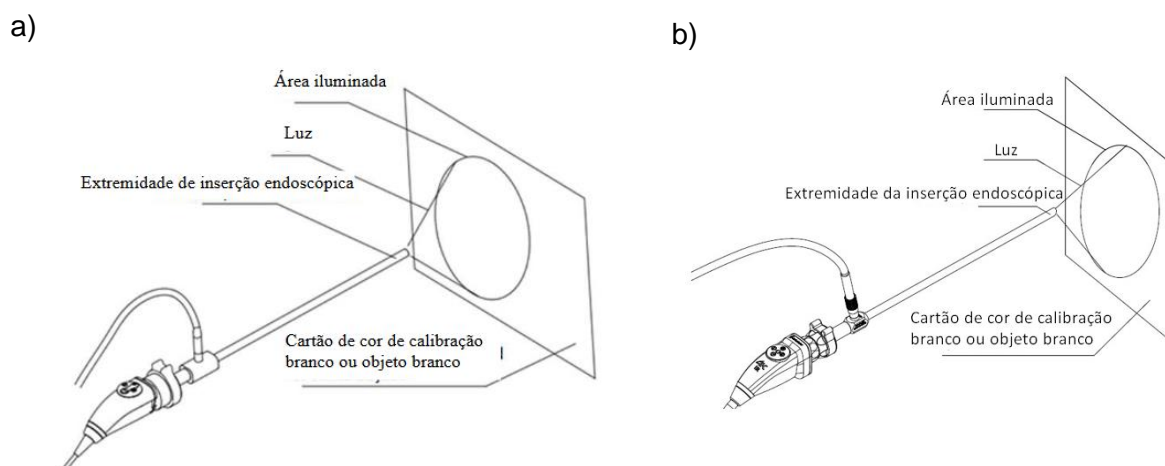 a)
Área iluminada
Luz
Extremidade de inserção endoscópica
Cartão de cor de calibração
branco ou objeto branco
b)
Área iluminada
Luz
Extremidade da inserção endoscópica
Cartão de cor de calibração
branco ou objeto branco
4K